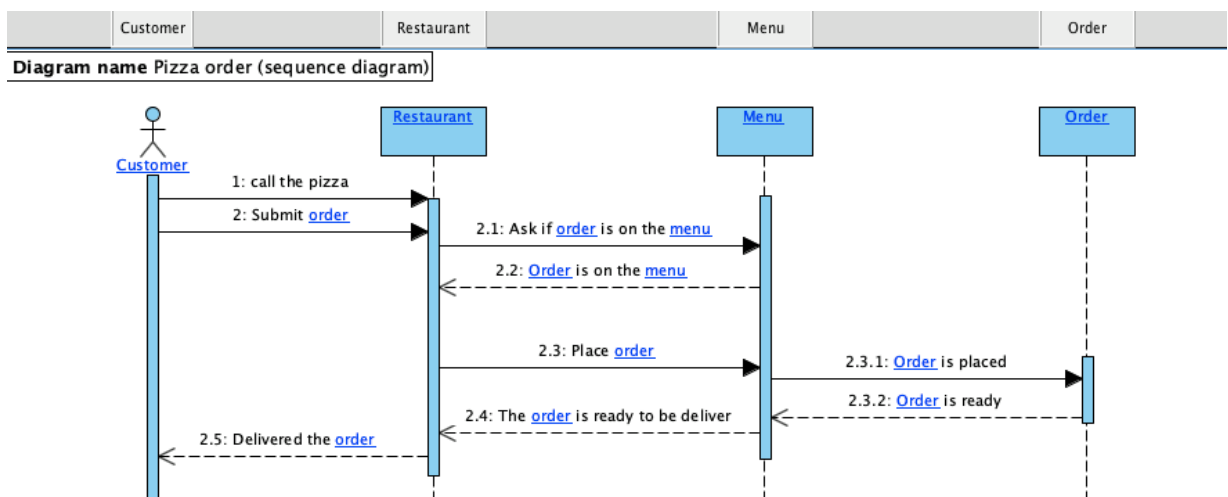 Customer Restaurant Menu Order
Diagram name Pizza order (sequence diagram)
Restaurant Menu Order
Customer
1: call the pizza
2: Submit order
2.1: Ask if order is on the menu
2.2: Order is on the menu
2.3: Place order
2.3.1: Order is placed
2.3.2: Order is ready
2.4: The order is ready to be deliver
2.5: Delivered the order